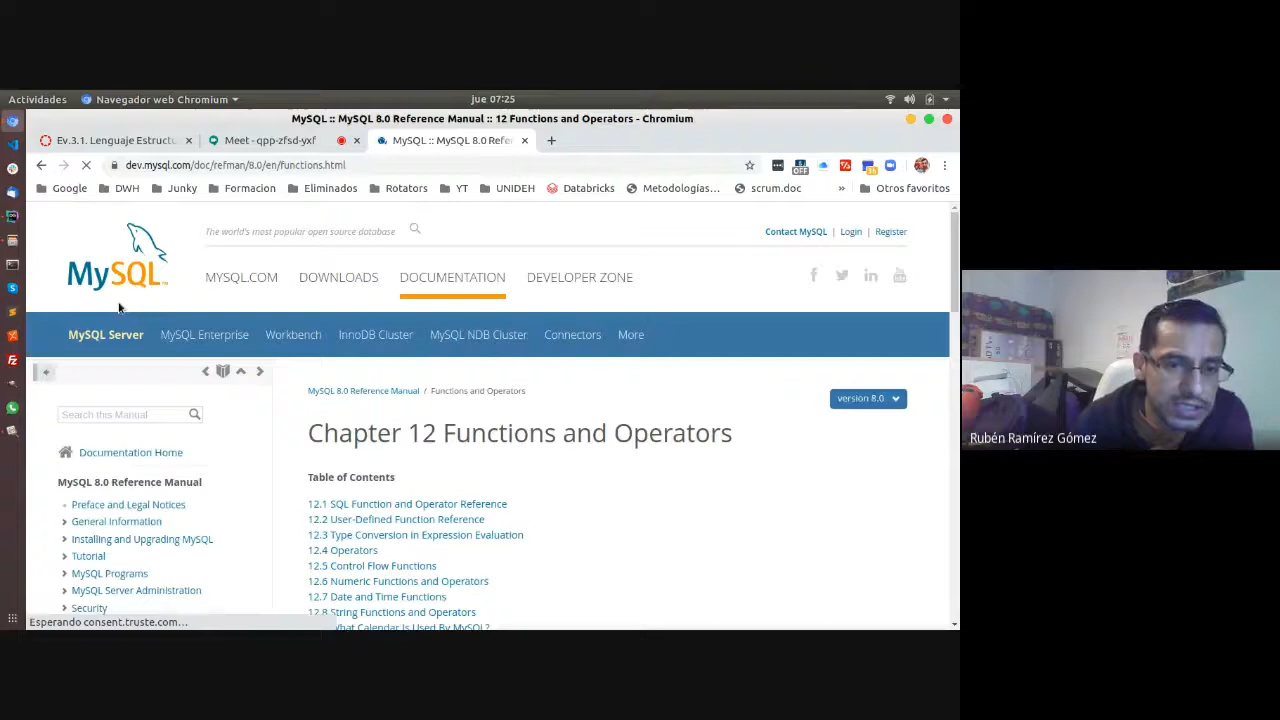 Actividades
Navegador web Chromium
jue 07:25
MySQL :: MySQL 8.0 Reference Manual :: 12 Functions and Operators - Chromium
Ev.3.1. Lenguaje Estructu
Meet - qpp-zfsd-yxf
MySQL :: MySQL 8.0 Refer
dev.mysql.com/doc/refman/8.0/en/functions.html
OFF
Google
DWH
Junky
Formacion
Eliminados
Rotators
YT
UNIDEH
Databricks
Metodologías...
scrum.doc
»
Otros favoritos
MySQL
The world's most popular open source database
Contact MySQL | Login | Register
MYSQL.COM
DOWNLOADS
DOCUMENTATION
DEVELOPER ZONE
MySQL Server
MySQL Enterprise
Workbench
InnoDB Cluster
MySQL NDB Cluster
Connectors
More
Search this Manual
Documentation Home
MySQL 8.0 Reference Manual
Preface and Legal Notices
General Information
Installing and Upgrading MySQL
Tutorial
MySQL Programs
MySQL Server Administration
Security
Esperando consent.truste.com...
MySQL 8.0 Reference Manual / Functions and Operators
version 8.0
Chapter 12 Functions and Operators
Table of Contents
12.1 SQL Function and Operator Reference
12.2 User-Defined Function Reference
12.3 Type Conversion in Expression Evaluation
12.4 Operators
12.5 Control Flow Functions
12.6 Numeric Functions and Operators
12.7 Date and Time Functions
12.8 String Functions and Operators
What Calendar Is Used By MySQL?
Rubén Ramírez Gómez